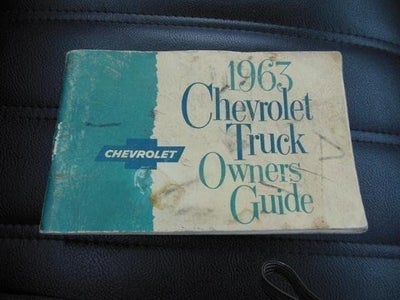 1963
Chevrolet
Truck
Owners
Guide
CHEVROLET